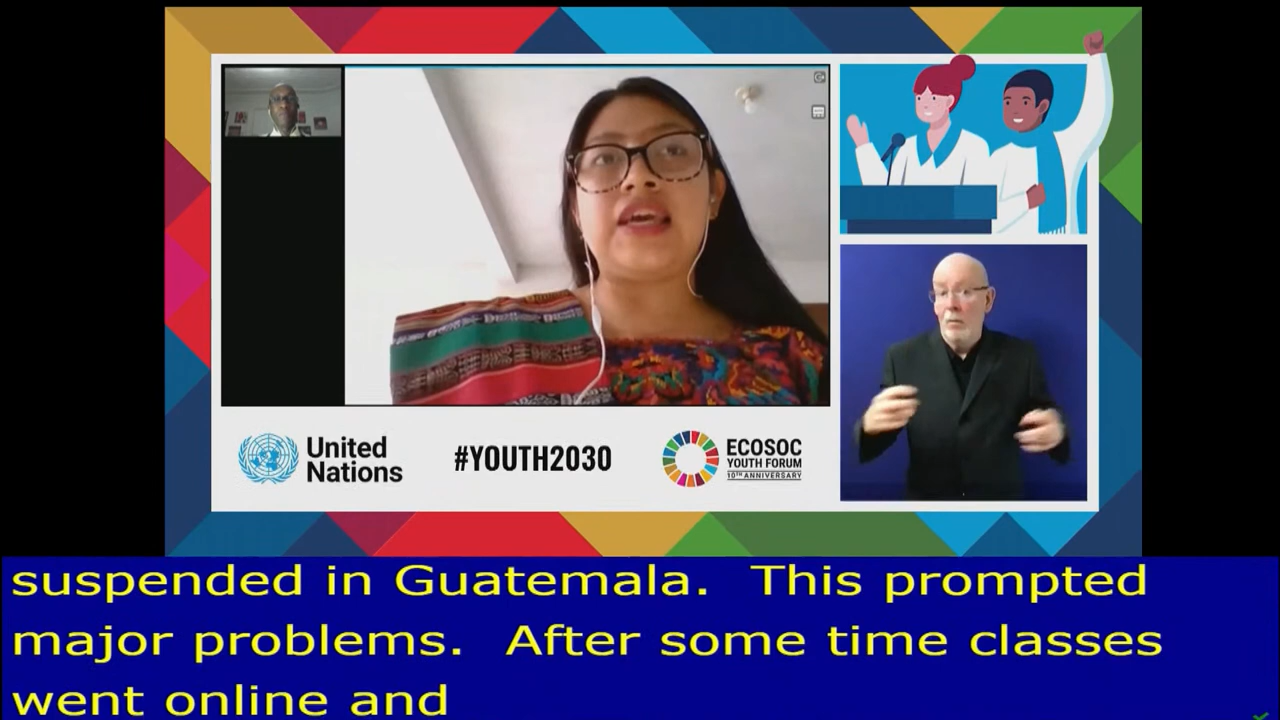 United
Nations
#YOUTH2030
ECOSOC
YOUTH FORUM
10TH ANNIVERSARY
suspended in Guatemala.  This prompted
major problems.  After some time classes
went online and